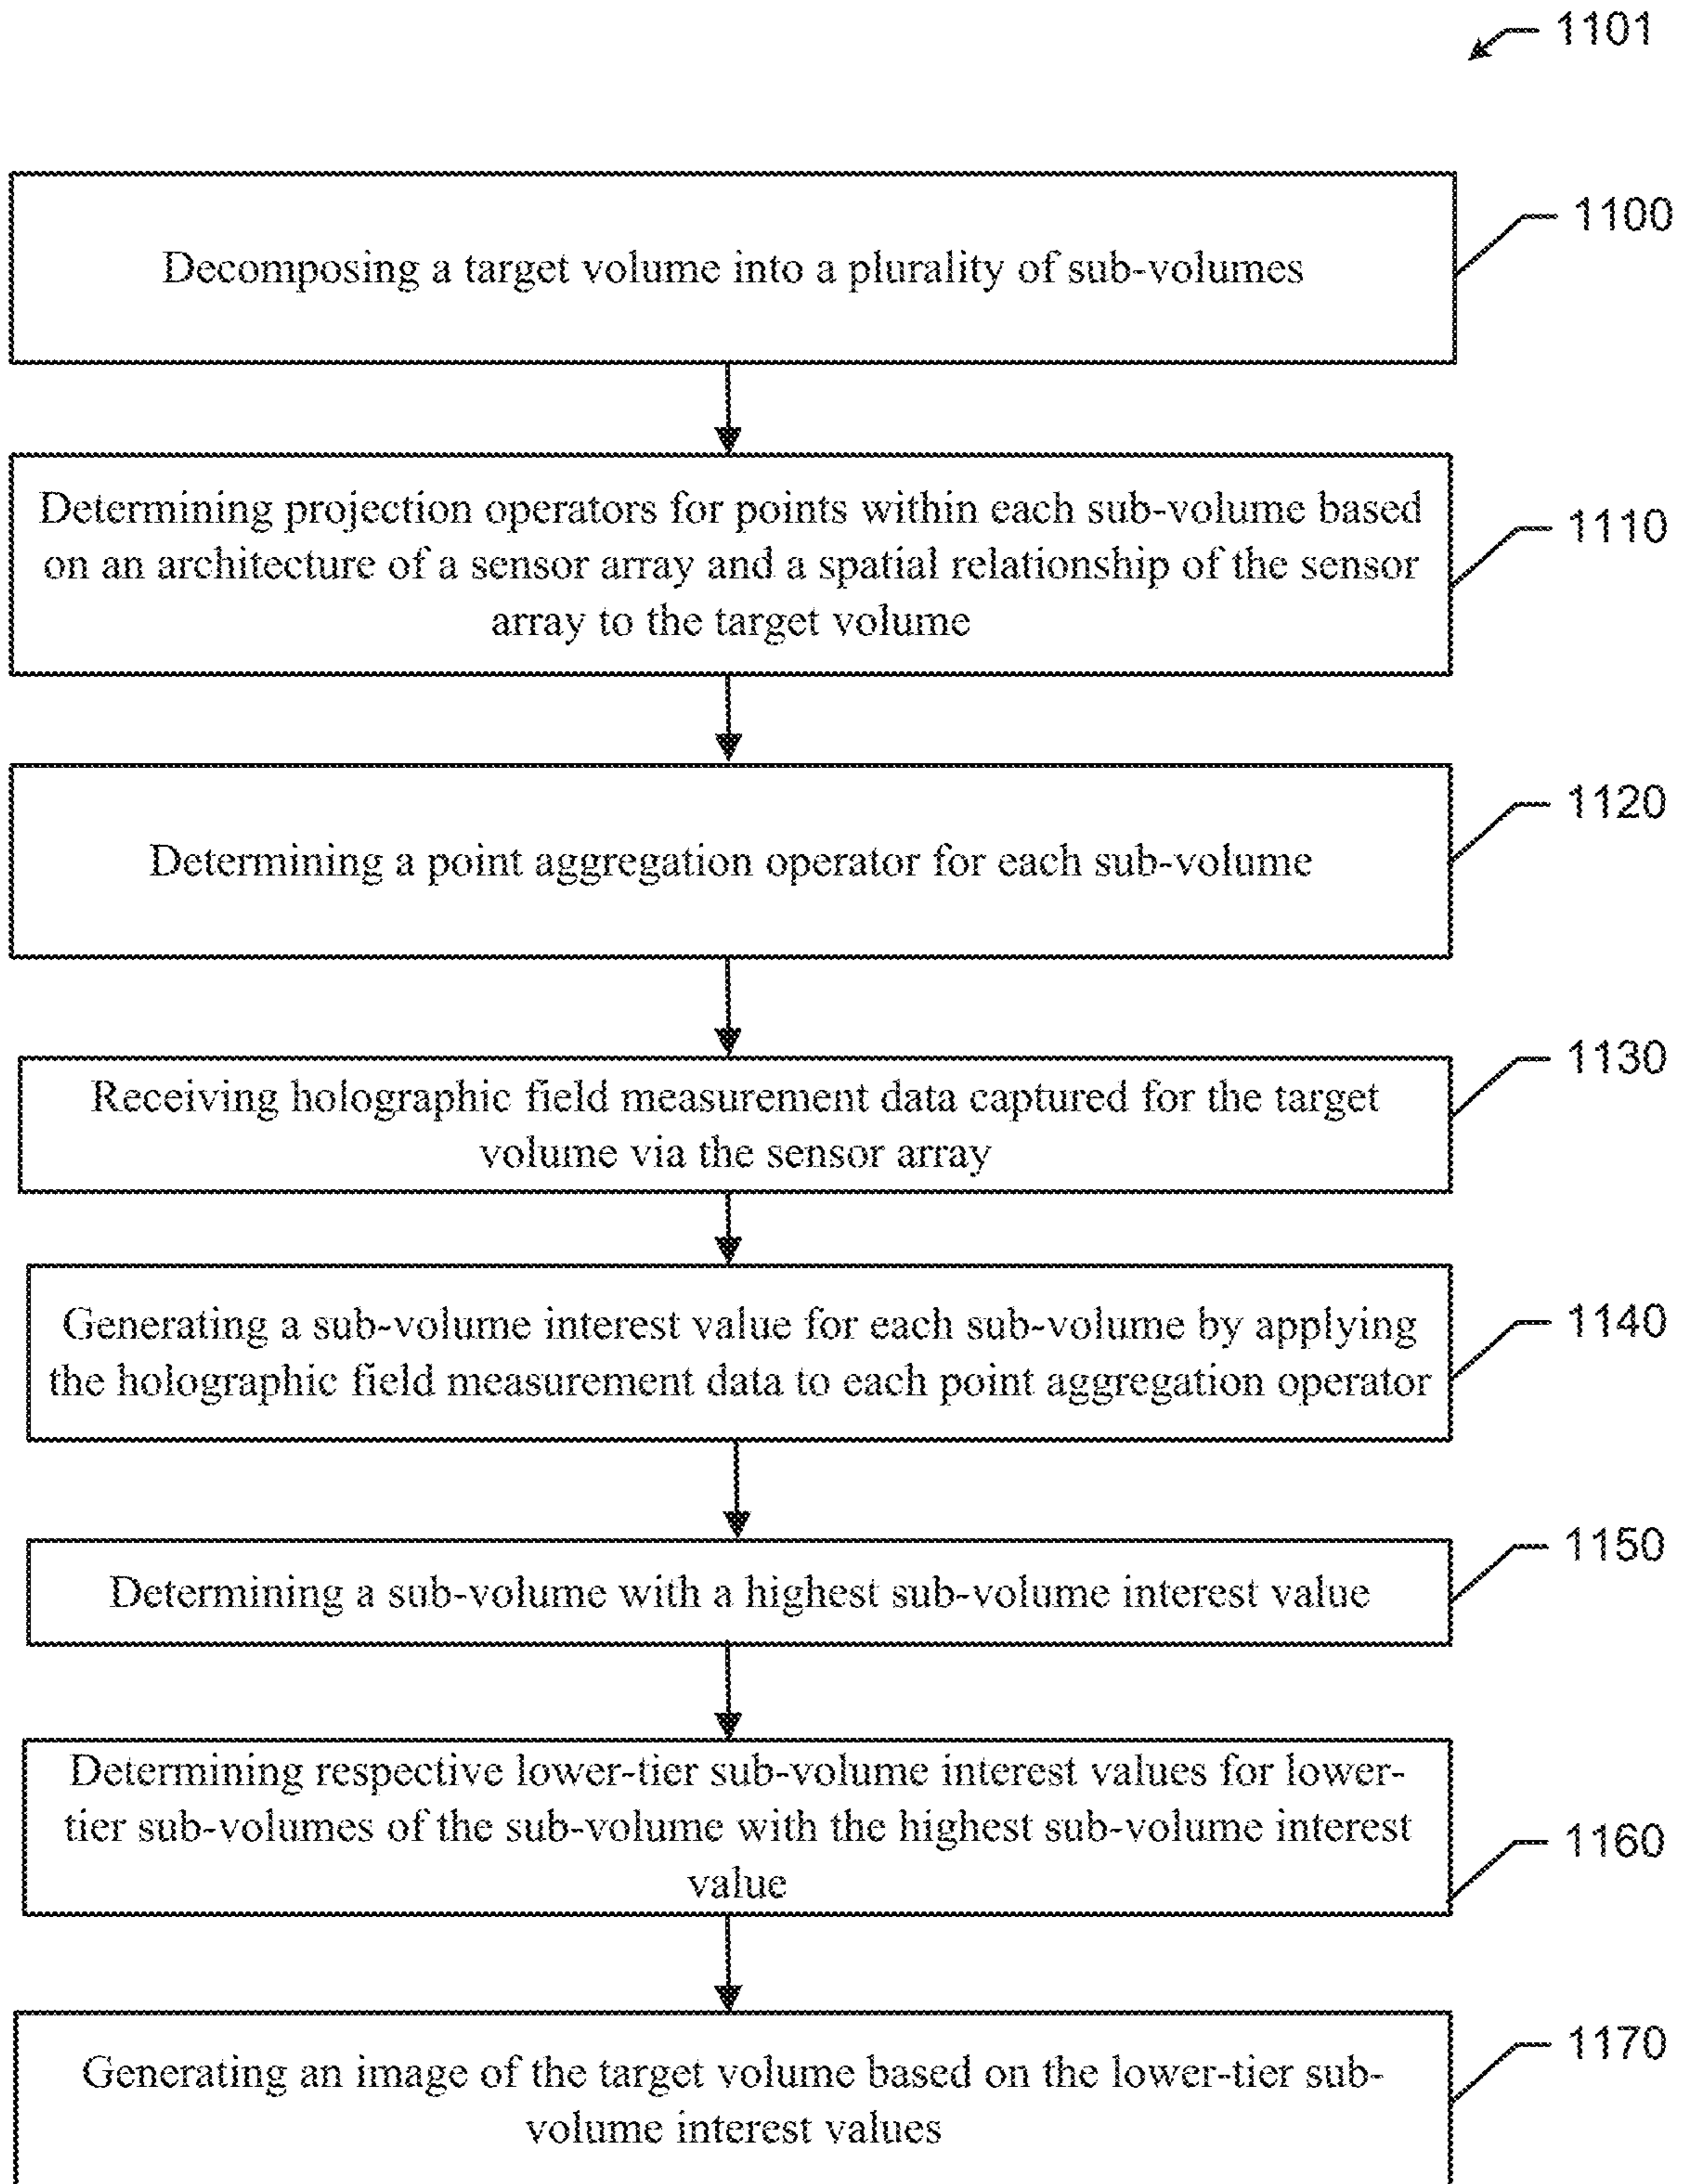 1101
1100
Decomposing a target volume into a plurality of sub-volumes
Determining projection operators for points within each sub-volume based
on an architecture of a sensor array and a spatial relationship of the sensor
array to the target volume
1110
1120
Determining a point aggregation operator for each sub-volume
1130
Receiving holographic field measurement data captured for the target
volume via the sensor array
Generating a sub-volume interest value for each sub-volume by applying
the holographic field measurement data to each point aggregation operator
1140
1150
Determining a sub-volume with a highest sub-volume interest value
Determining respective lower-tier sub-volume interest values for lower-
tier sub-volumes of the sub-volume with the highest sub-volume interest
value
1160
1170
Generating an image of the target volume based on the lower-tier sub-
volume interest values